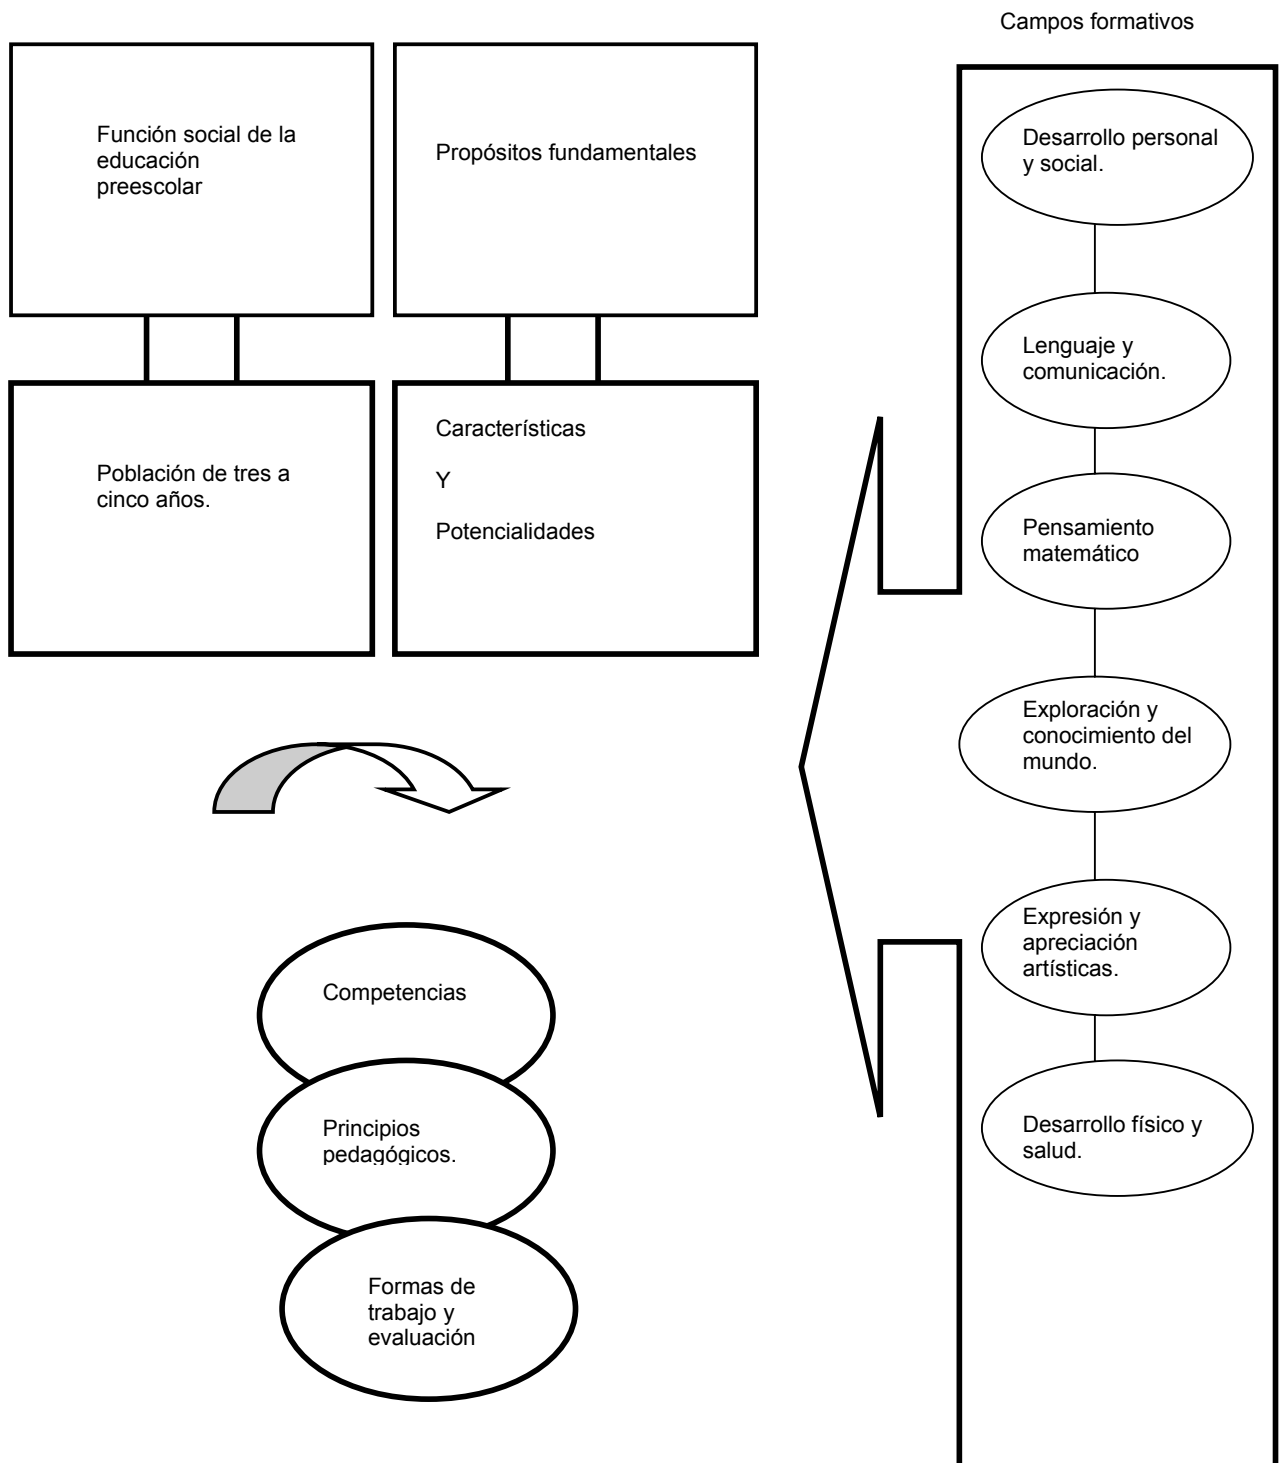 Campos formativos
Función social de la
educación
preescolar
Propósitos fundamentales
Población de tres a
cinco años.
Características
Y
Potencialidades
Competencias
Principios
pedagógicos.
Formas de
trabajo y
evaluación
Desarrollo personal
y social.
Lenguaje y
comunicación.
Pensamiento
matemático
Exploración y
conocimiento del
mundo.
Expresión y
apreciación
artísticas.
Desarrollo físico y
salud.